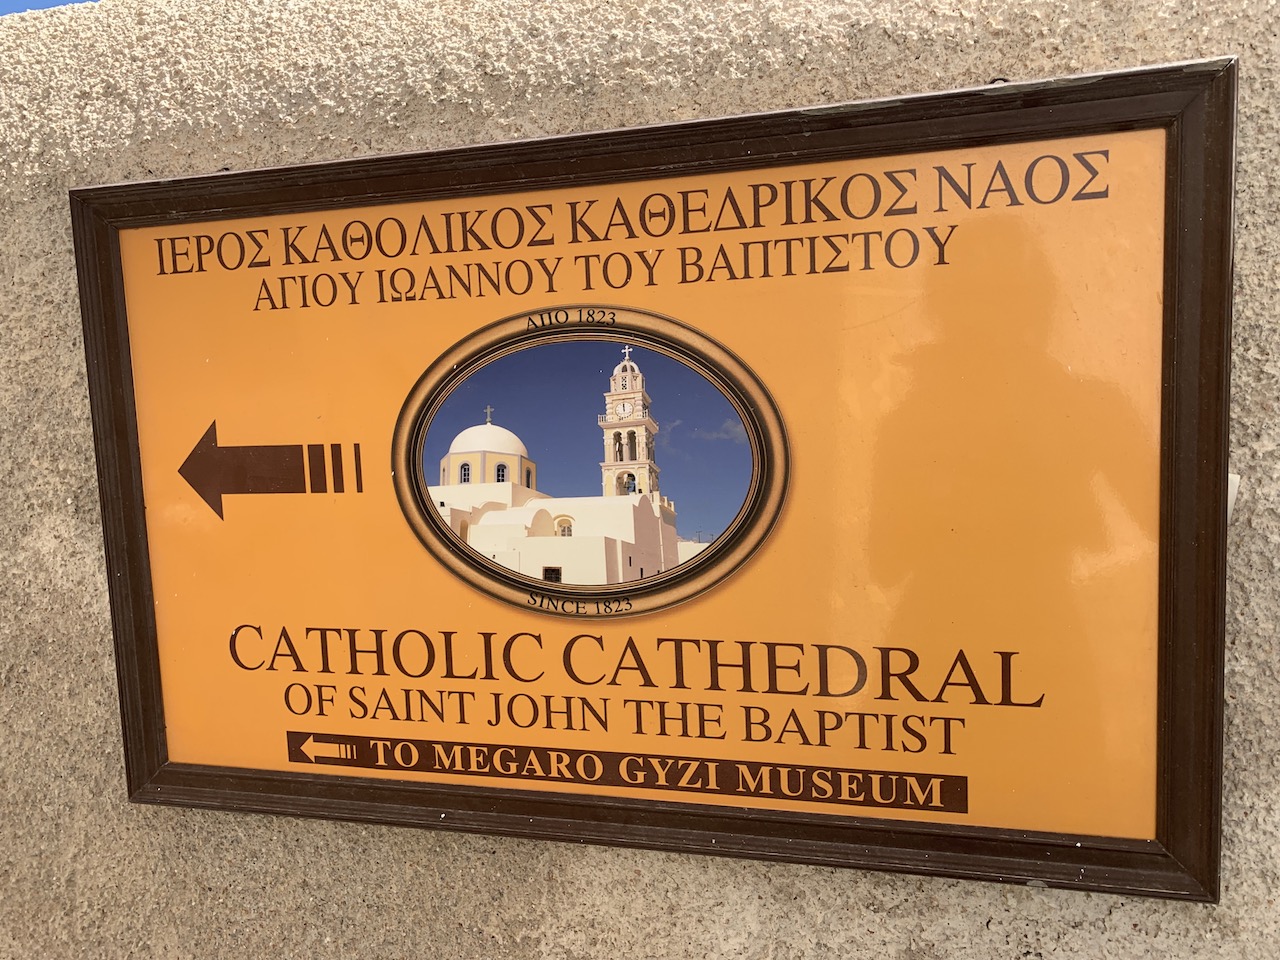 ΙΕΡΟΣ ΚΑΘΟΛΙΚΟΣ ΚΑΘΕΔΡΙΚΟΣ ΝΑΟΣ
ΑΓΙΟΥ ΙΩΑΝΝΟΥ ΤΟΥ ΒΑΠΤΙΣΤΟΥ
ΑΠΟ 1823
SINCE 1823
CATHOLIC CATHEDRAL
OF SAINT JOHN THE BAPTIST
TO MEGARO GYZI MUSEUM